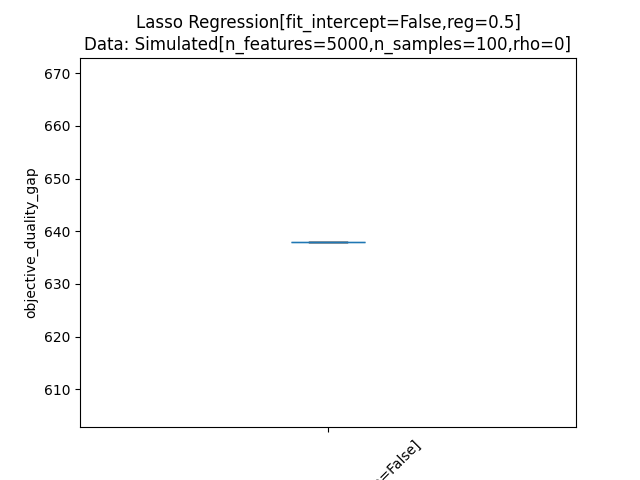 Lasso Regression[fit_intercept=False,reg=0.5]
Data: Simulated[n_features=5000,n_samples=100,rho=0]
670
660
650
640
630
620
610
objective_duality_gap
=False]